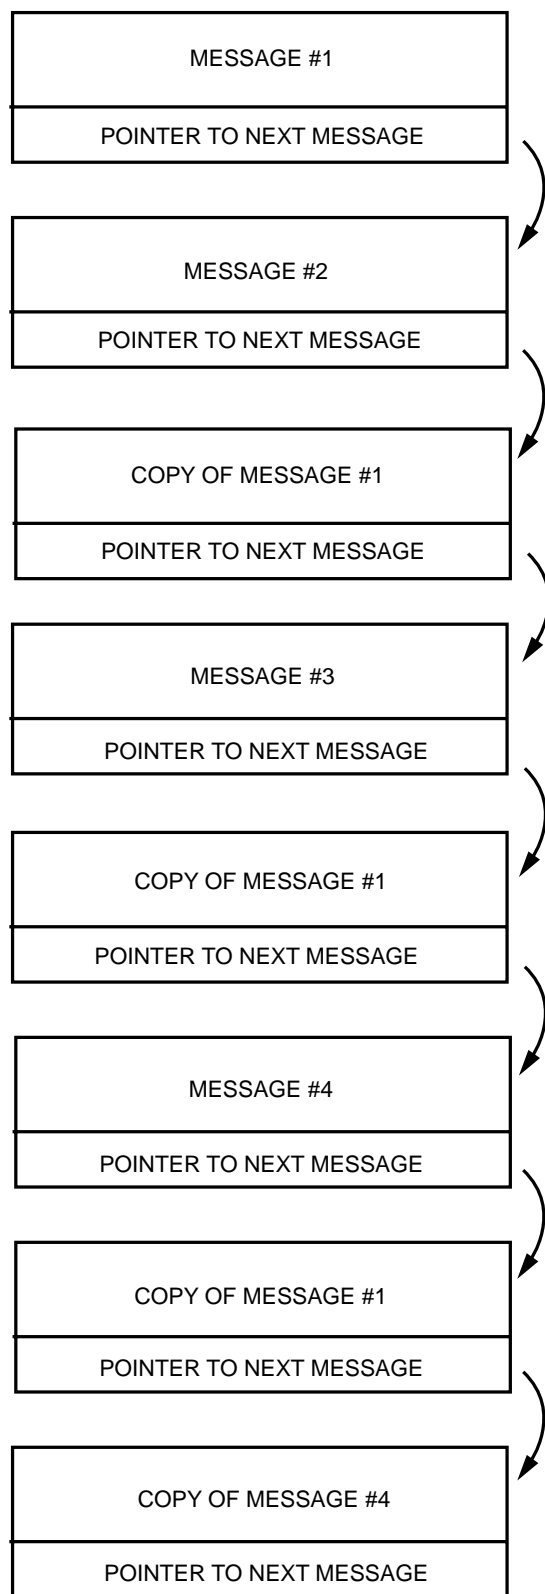 MESSAGE #1
POINTER TO NEXT MESSAGE
MESSAGE #2
POINTER TO NEXT MESSAGE
COPY OF MESSAGE #1
POINTER TO NEXT MESSAGE
MESSAGE #3
POINTER TO NEXT MESSAGE
COPY OF MESSAGE #1
POINTER TO NEXT MESSAGE
MESSAGE #4
POINTER TO NEXT MESSAGE
COPY OF MESSAGE #1
POINTER TO NEXT MESSAGE
COPY OF MESSAGE #4
POINTER TO NEXT MESSAGE